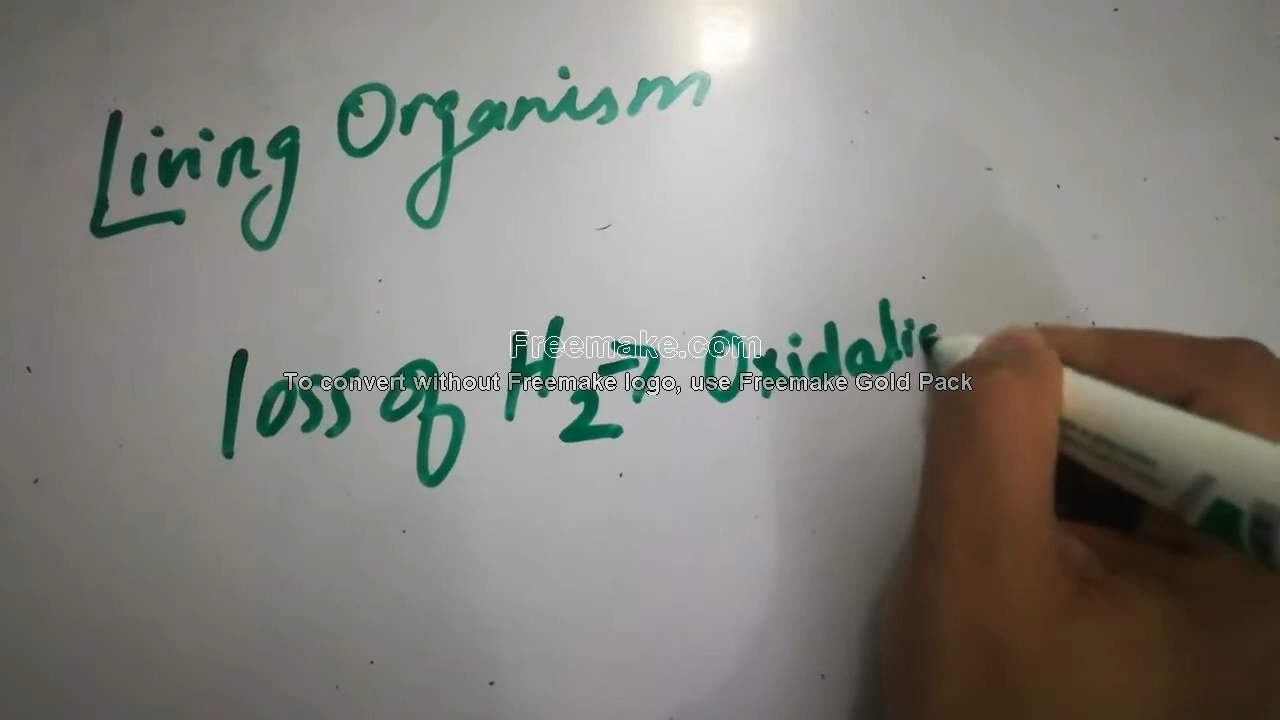 Living Organism
Freemake.com
loss of H2 => Oxidatio
To convert without Freemake logo, use Freemake Gold Pack